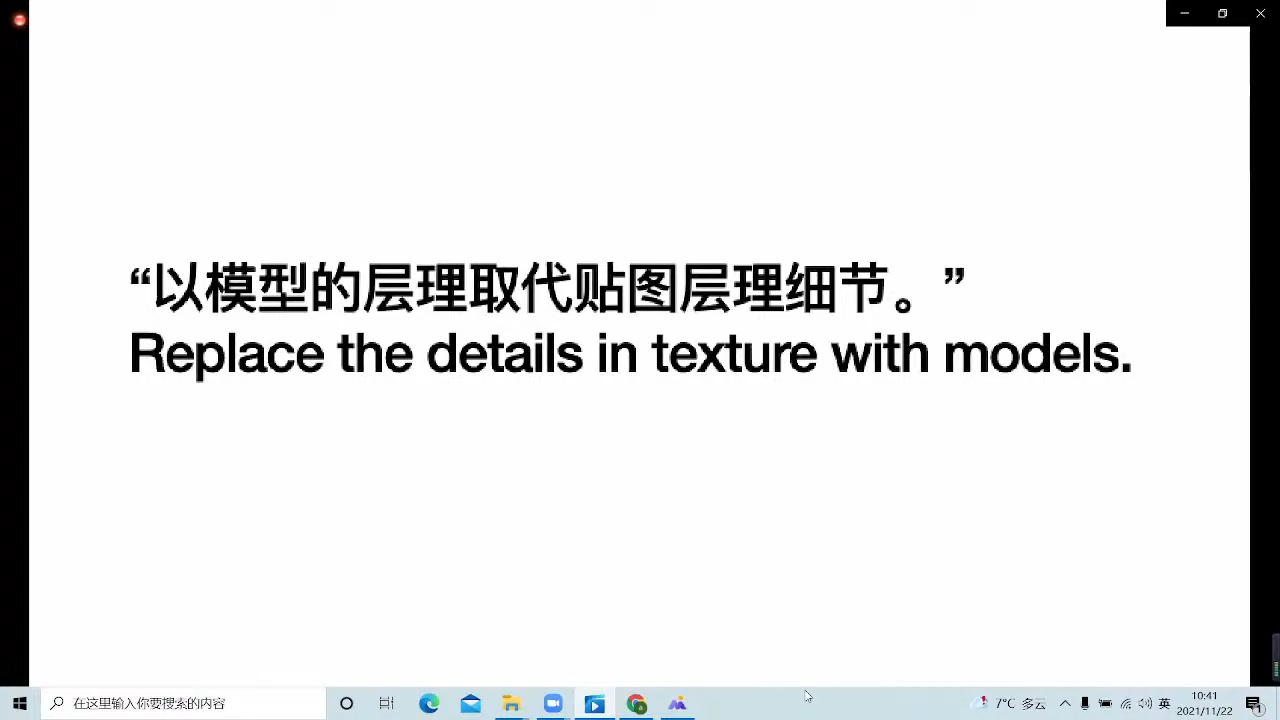 “以模型的层理取代贴图层理细节。”
Replace the details in texture with models.
在这里输入你要搜索的内容
7°C 多云
英
10:41
2021/11/22
1